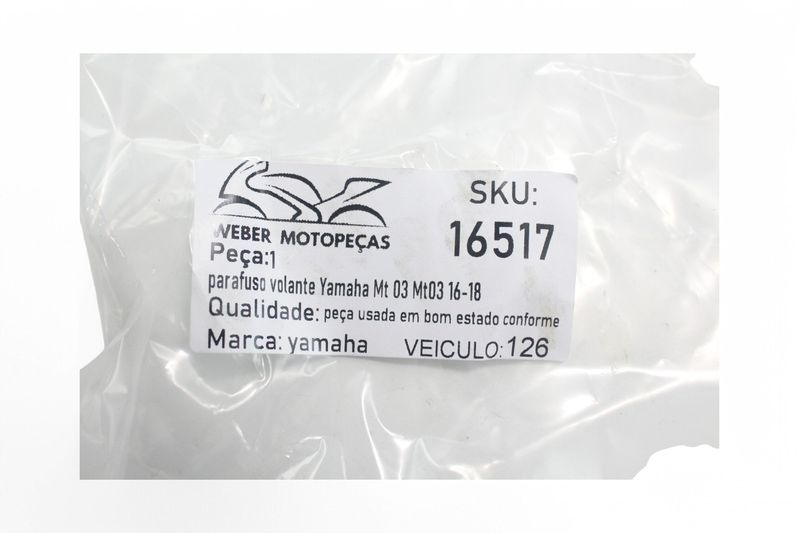 SKU:
16517
WEBER MOTOPEÇAS
Peça:1
parafuso volante Yamaha Mt 03 Mt03 16-18
Qualidade: peça usada em bom estado conforme
Marca: yamaha VEICULO: 126